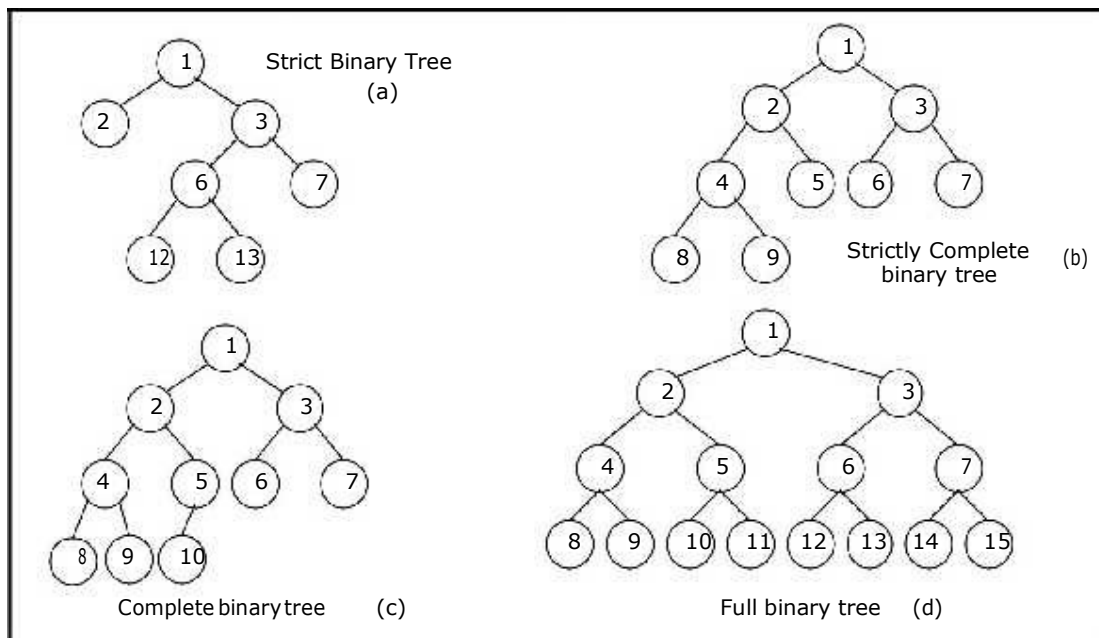 1
Strict Binary Tree
(a)
2 3
6 7
12 13
1
2 3
4 5 6 7
8 9
Strictly Complete (b)
binary tree
1
2 3
4 5 6 7
8 9 10
Complete binary tree (c)
1
2 3
4 5 6 7
8 9 10 11 12 13 14 15
Full binary tree (d)